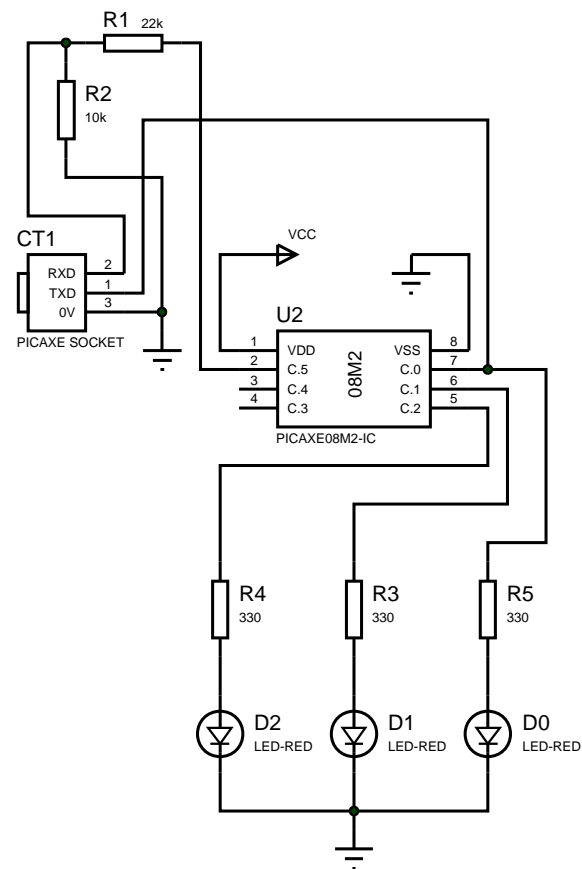 R1 22k
R2
10k
CT1
RXD 2
TXD 1
0V 3
PICAXE SOCKET
VCC
U2
1 VDD VSS 8
2 C.5 C.0 7
3 C.4 C.1 6
4 C.3 C.2 5
08M2
PICAXE08M2-IC
R4 R3 R5
330 330 330
D2 D1 D0
LED-RED LED-RED LED-RED